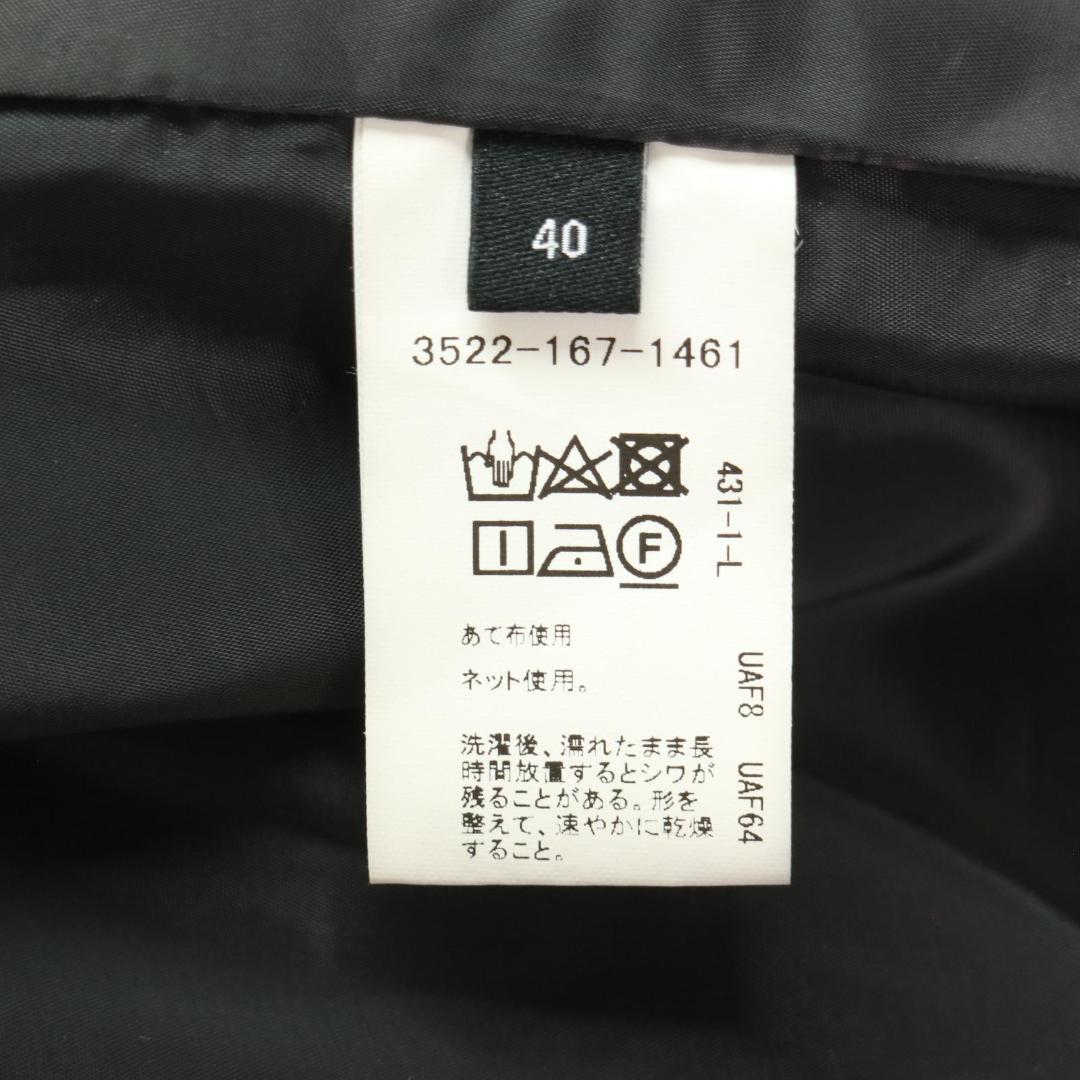 40
3522-167-1461
F
431-1-L
あて布使用
ネット使用。
UAF8 UAF64
洗濯後、濡れたまま長
時間放置するとシワが
残ることがある。形を
整えて、速やかに乾燥
すること。